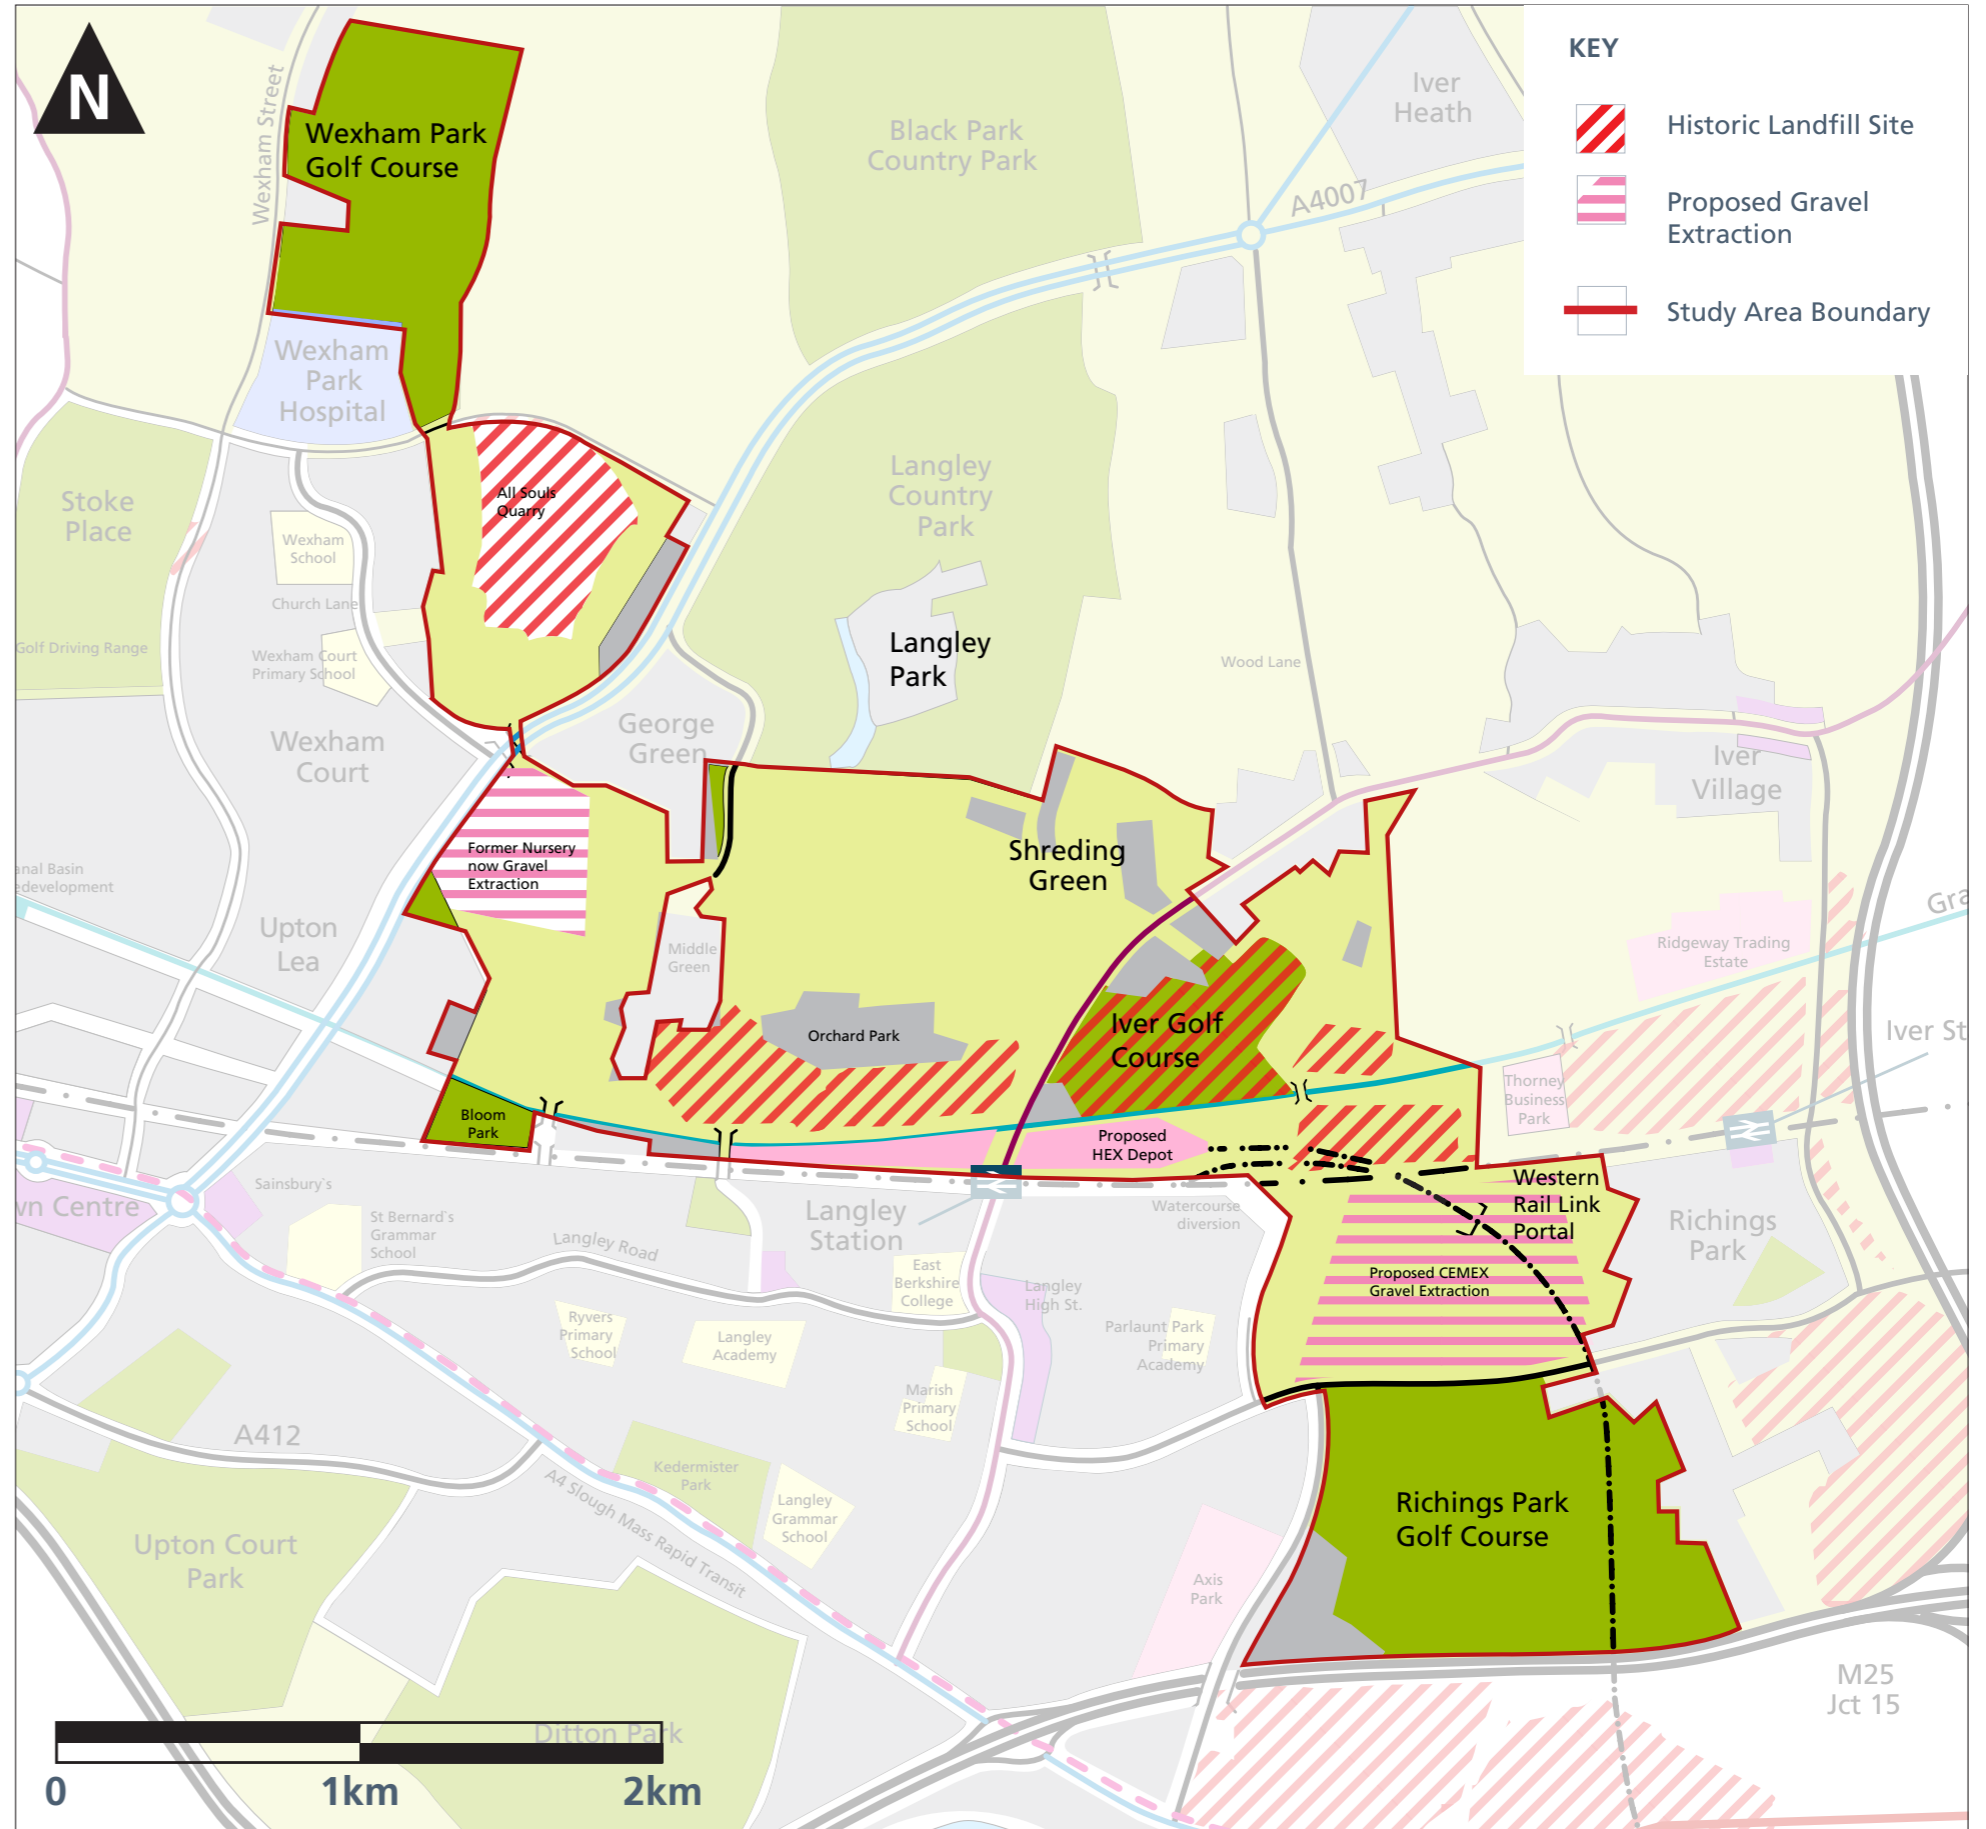 N
KEY
Historic Landfill Site
Proposed Gravel
Extraction
Study Area Boundary
Iver
Heath
A4007
Black Park
Country Park
Wexham Street
Wexham Park
Golf Course
Wexham
Park
Hospital
Stoke
Place
Wexham
School
Church Lane
Golf Driving Range
Wexham Court
Primary School
All Souls
Quarry
Langley
Country
Park
Langley
Park
Wood Lane
George
Green
Wexham
Court
Iver
Village
Former Nursery
now Gravel
Extraction
Shreding
Green
anal Basin
edevelopment
Upton
Lea
Middle
Green
Gra
Ridgeway Trading
Estate
Iver St
Orchard Park
Iver Golf
Course
Thorney
Business
Park
Bloom
Park
Proposed
HEX Depot
Western
Rail Link
Portal
wn Centre
Sainsbury`s
St Bernard`s
Grammar
School
Langley Road
Langley
Station
Watercourse
diversion
Richings
Park
East
Berkshire
College
Langley
High St.
Proposed CEMEX
Gravel Extraction
Ryvers
Primary
School
Langley
Academy
Parlaunt Park
Primary
Academy
Marish
Primary
School
A412
Kedermister
Park
A4 Slough Mass Rapid Transit
Langley
Grammar
School
Richings Park
Golf Course
Upton Court
Park
Axis
Park
M25
Jct 15
Ditton Park
0 1km 2km